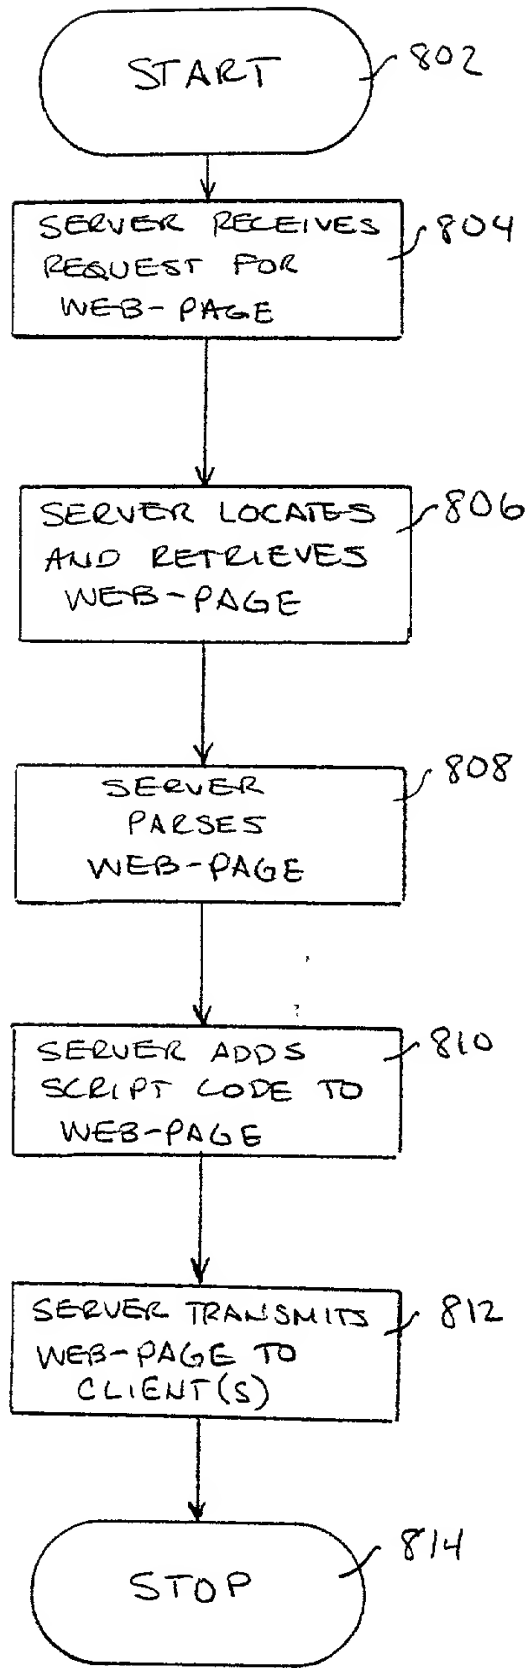 START
802
SERVER RECEIVES
REQUEST FOR
WEB-PAGE
804
SERVER LOCATES
AND RETRIEVES
WEB-PAGE
806
SERVER
PARSES
WEB-PAGE
808
SERVER ADDS
SCRIPT CODE TO
WEB-PAGE
810
SERVER TRANSMITS
WEB-PAGE TO
CLIENT(S)
812
STOP
814